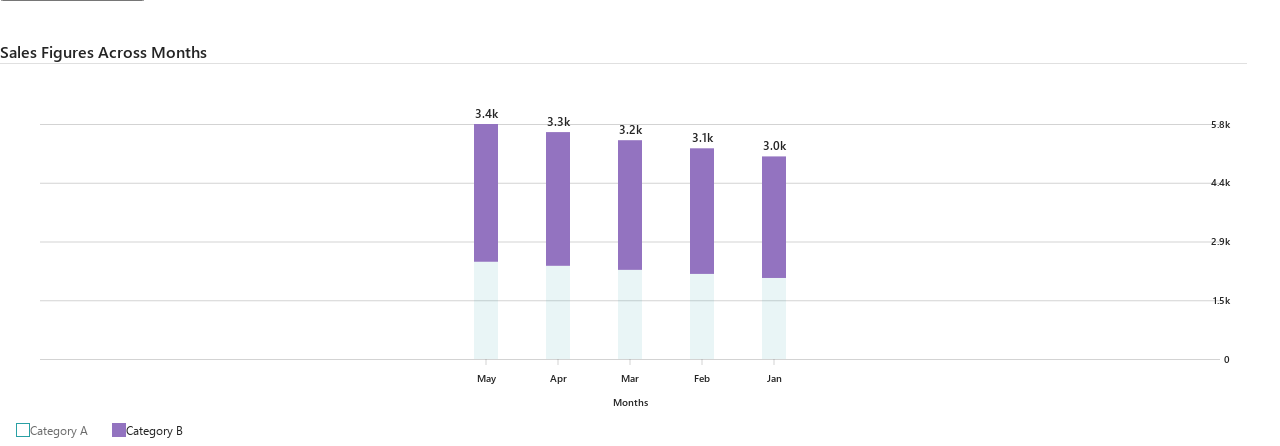 Sales Figures Across Months
3.4k
3.3k
3.2k
3.1k
3.0k
5.8k
4.4k
2.9k
1.5k
0
May Apr Mar Feb Jan
Months
Category A Category B